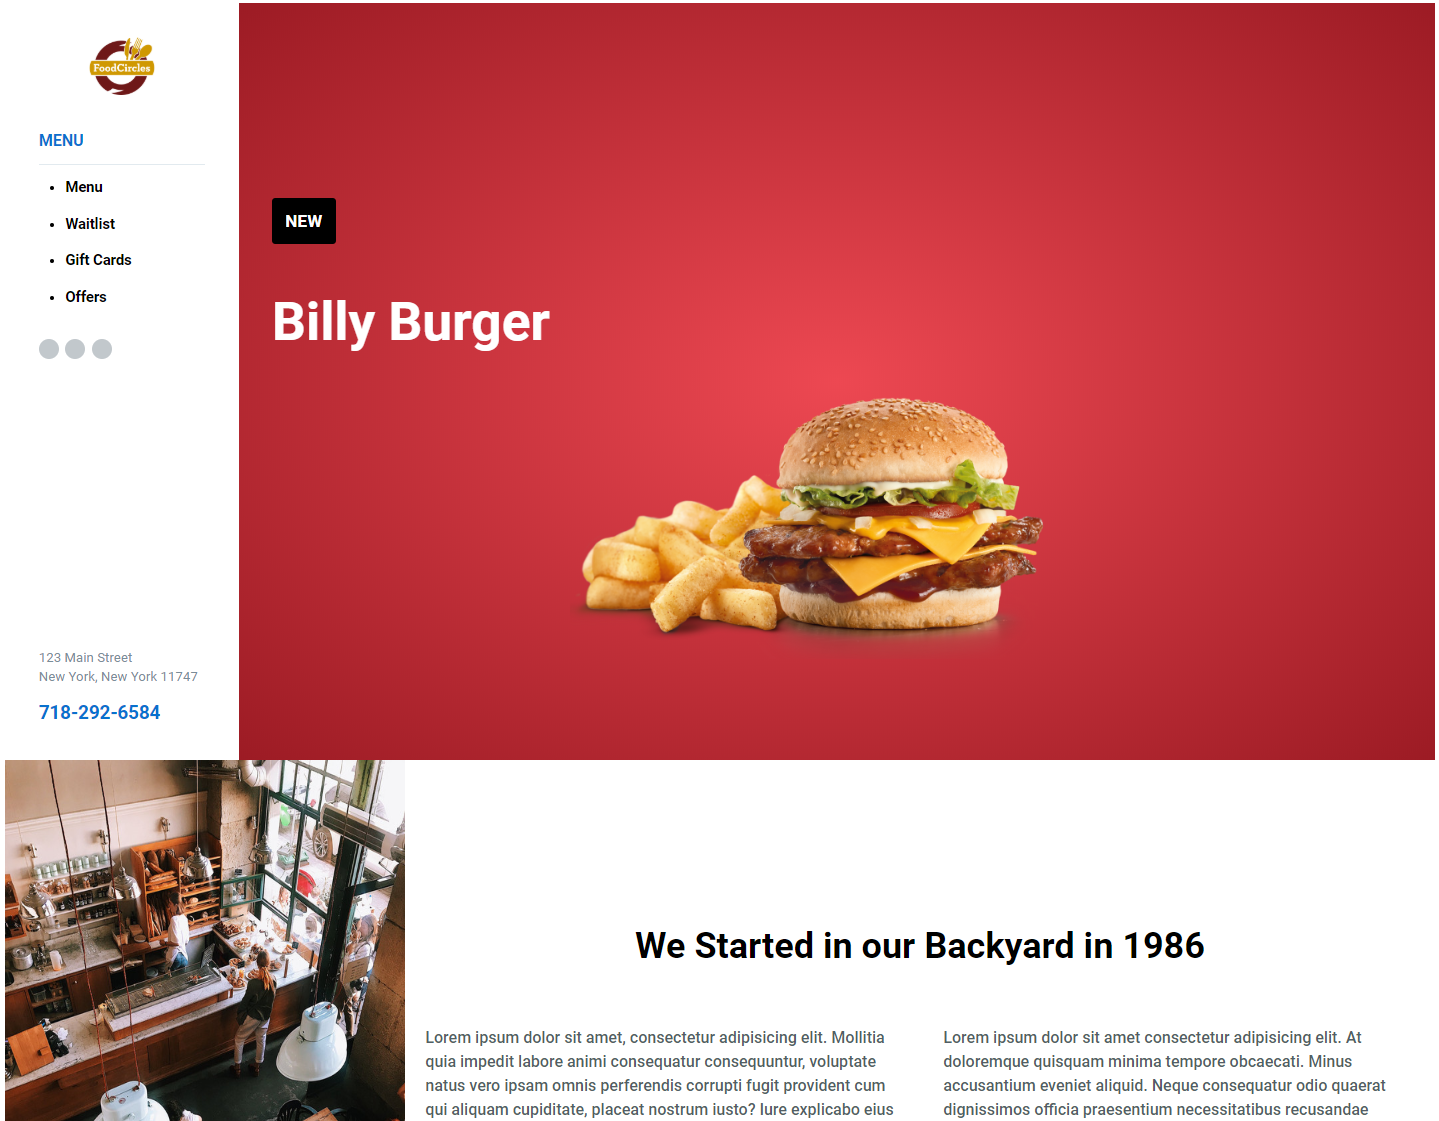 FoodCircles
MENU
Menu
Waitlist
Gift Cards
Offers
123 Main Street
New York, New York 11747
718-292-6584
NEW
Billy Burger
We Started in our Backyard in 1986
Lorem ipsum dolor sit amet, consectetur adipisicing elit. Mollitia
quia impedit labore animi consequatur consequuntur, voluptate
natus vero ipsam omnis perferendis corrupti fugit provident cum
qui aliquam cupiditate, placeat nostrum iusto? Iure explicabo eius
Lorem ipsum dolor sit amet consectetur adipisicing elit. At
doloremque quisquam minima tempore obcaecati. Minus
accusantium eveniet aliquid. Neque consequatur odio quaerat
dignissimos officia praesentium necessitatibus recusandae